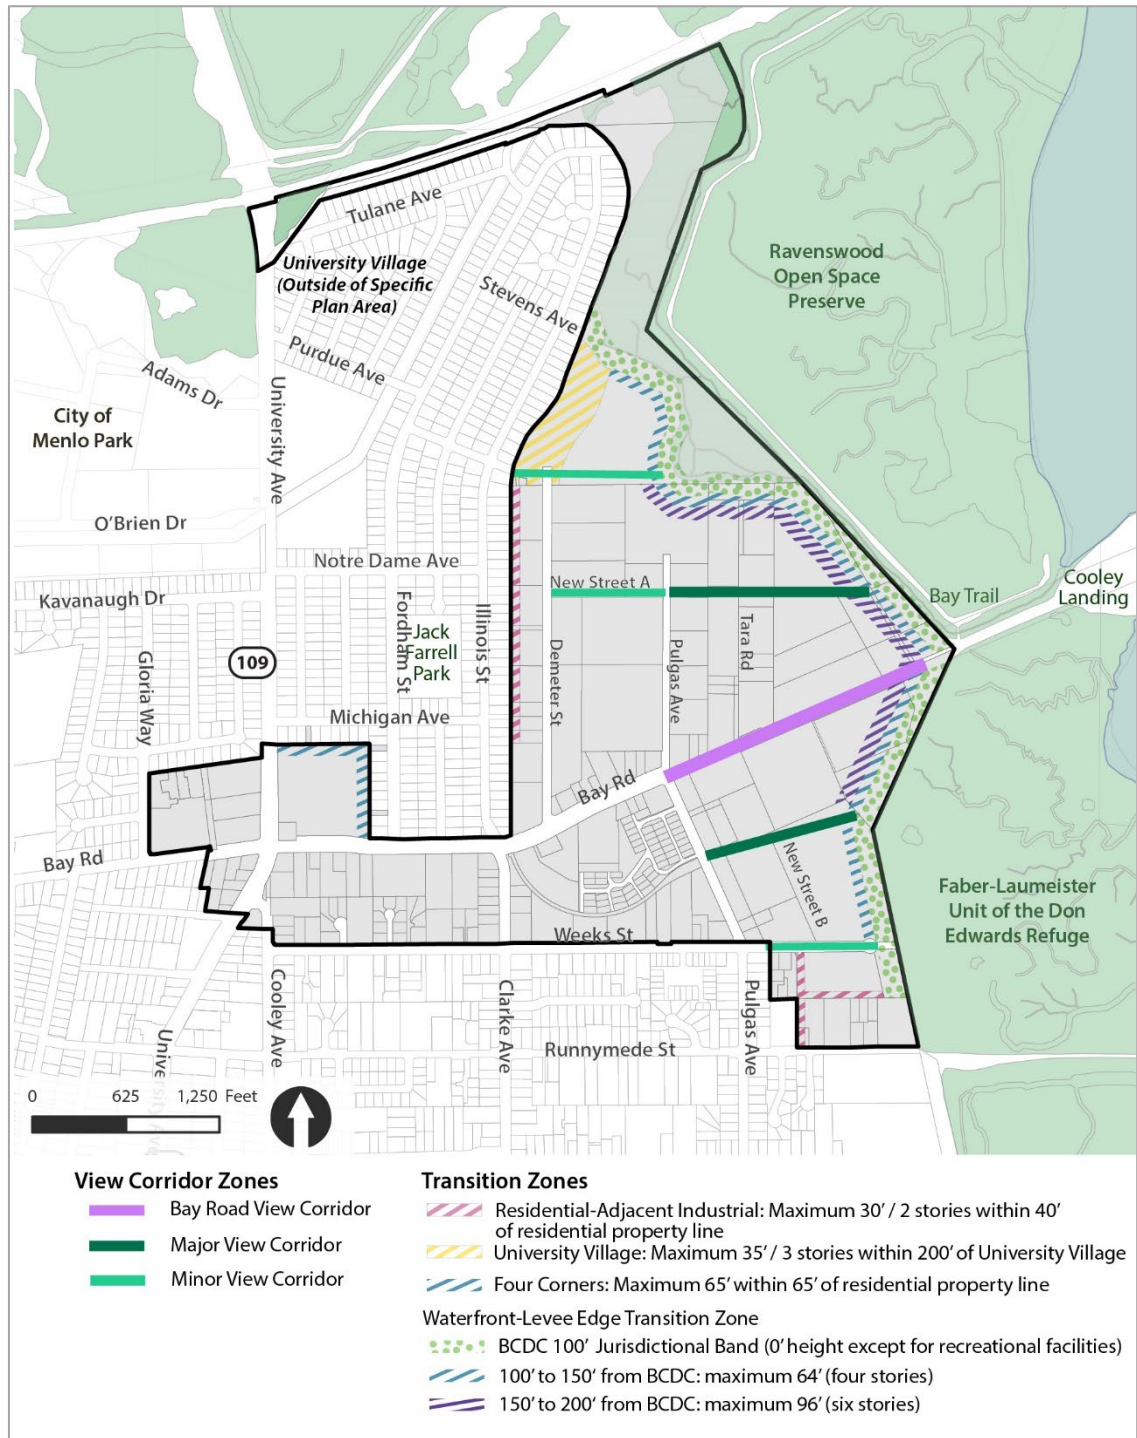 Tulane Ave
University Village
(Outside of Specific
Plan Area)
Ravenswood
Open Space
Preserve
Stevens Ave
Purdue Ave
Adams Dr
University Ave
City of
Menlo Park
O'Brien Dr
Notre Dame Ave
New Street A
Cooley
Landing
Bay Trail
Kavanaugh Dr
Fordham St
Jack
Farrell
Park
Illinois St
Demeter St
Pulgas Ave
Tara Rd
Gloria Way
109
Michigan Ave
Bay Rd
Bay Rd
New Street B
Faber-Laumeister
Unit of the Don
Edwards Refuge
Weeks St
Cooley Ave
Clarke Ave
Pulgas Ave
University Ave
Runnymede St
0 625 1,250 Feet
View Corridor Zones
Bay Road View Corridor
Major View Corridor
Minor View Corridor
Transition Zones
Residential-Adjacent Industrial: Maximum 30' / 2 stories within 40'
of residential property line
University Village: Maximum 35' / 3 stories within 200' of University Village
Four Corners: Maximum 65' within 65' of residential property line
Waterfront-Levee Edge Transition Zone
BCDC 100' Jurisdictional Band (0' height except for recreational facilities)
100' to 150' from BCDC: maximum 64' (four stories)
150' to 200' from BCDC: maximum 96' (six stories)